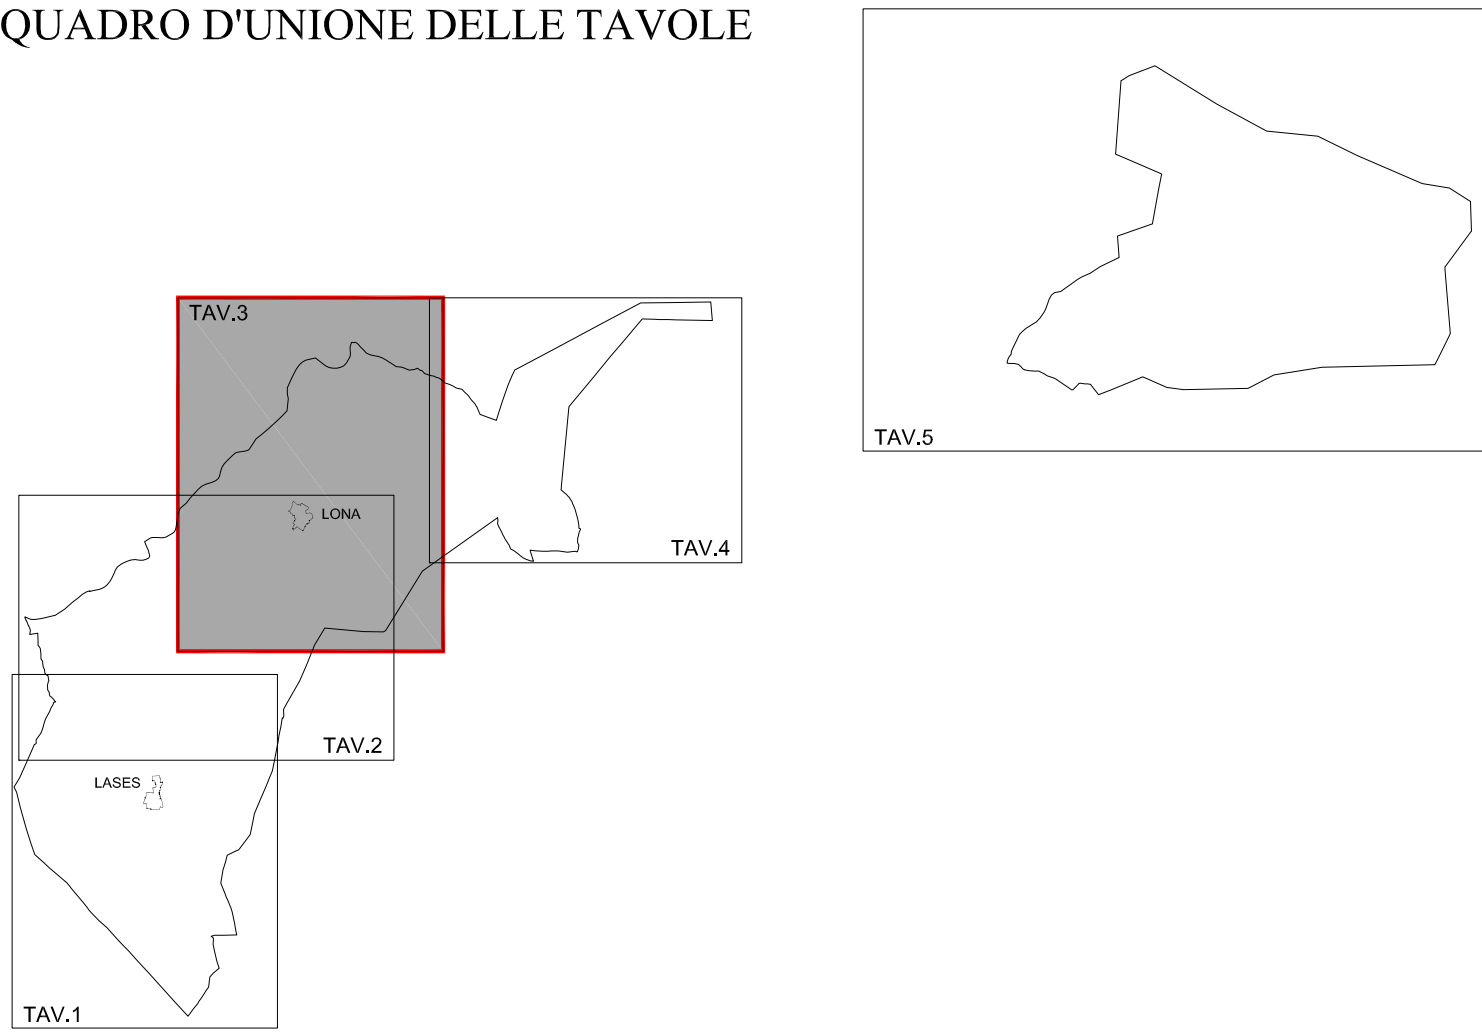 QUADRO D'UNIONE DELLE TAVOLE
TAV.3
TAV.5
LONA
TAV.4
TAV.2
LASES
TAV.1